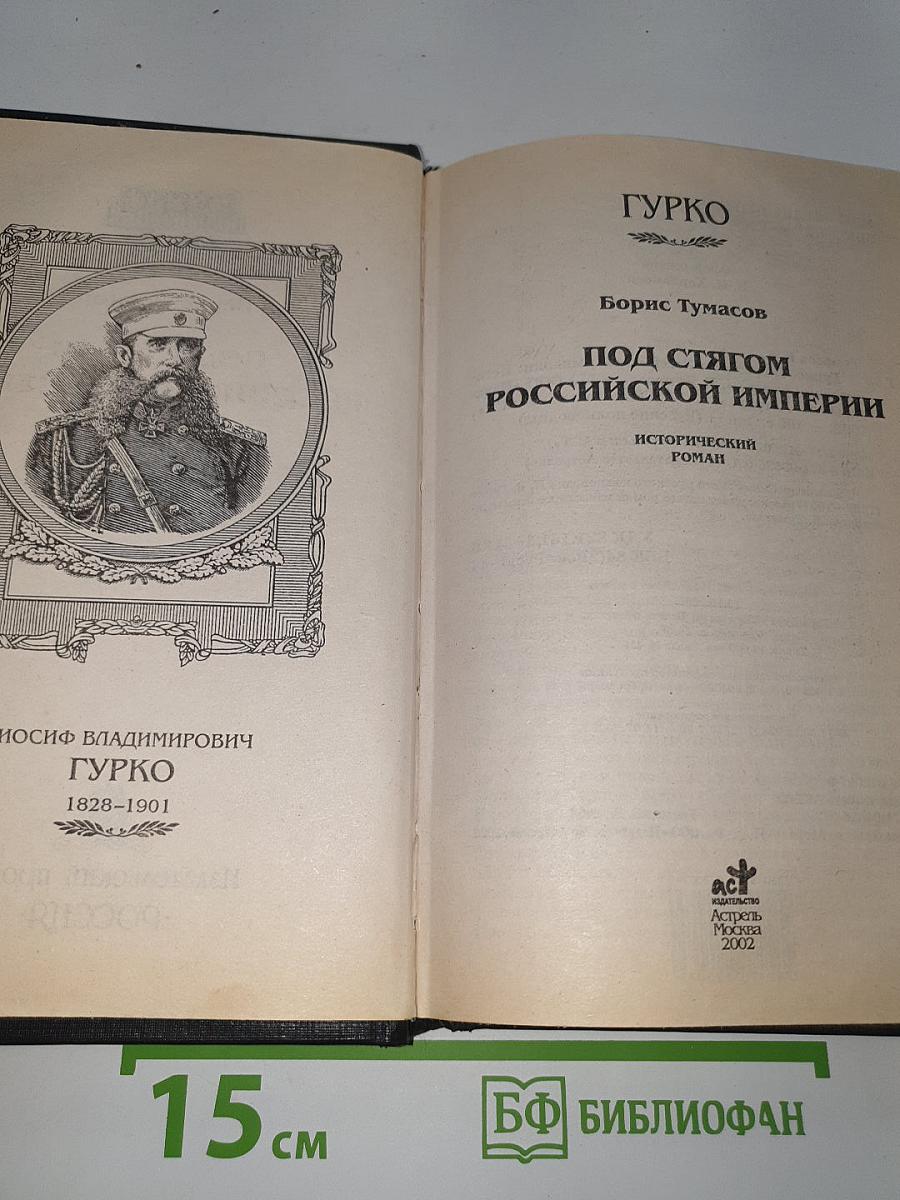 ИОСИФ ВЛАДИМИРОВИЧ
ГУРКО
1828–1901
ГУРКО
Борис Тумасов
ПОД СТЯГОМ
РОССИЙСКОЙ ИМПЕРИИ
ИСТОРИЧЕСКИЙ
РОМАН
аст
ИЗДАТЕЛЬСТВО
Астрель
Москва
2002
15 см
БФ БИБЛИОФАН